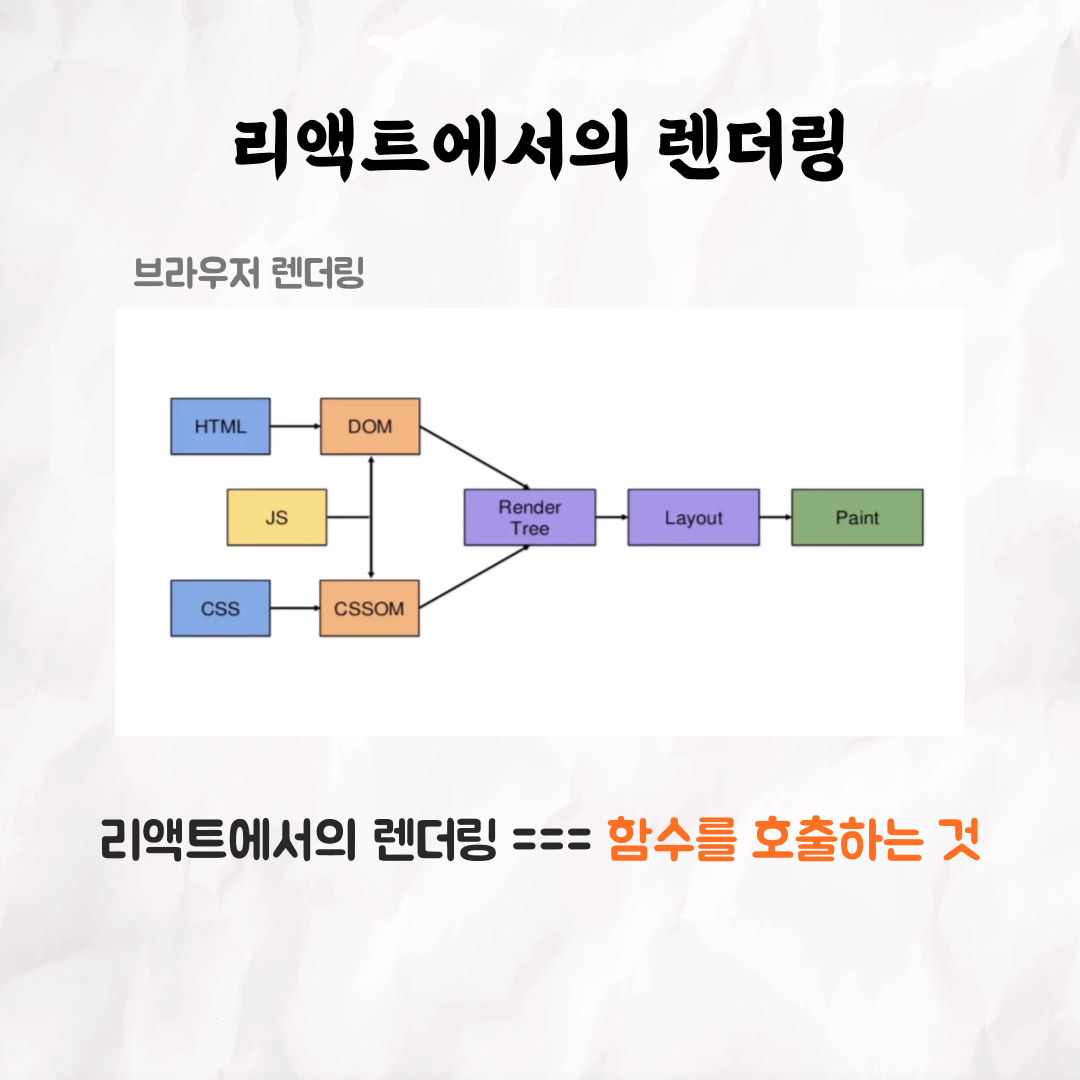 리액트에서의 렌더링
브라우저 렌더링
HTML
DOM
JS
Render
Tree
Layout
Paint
CSS
CSSOM
리액트에서의 렌더링 === 함수를 호출하는 것